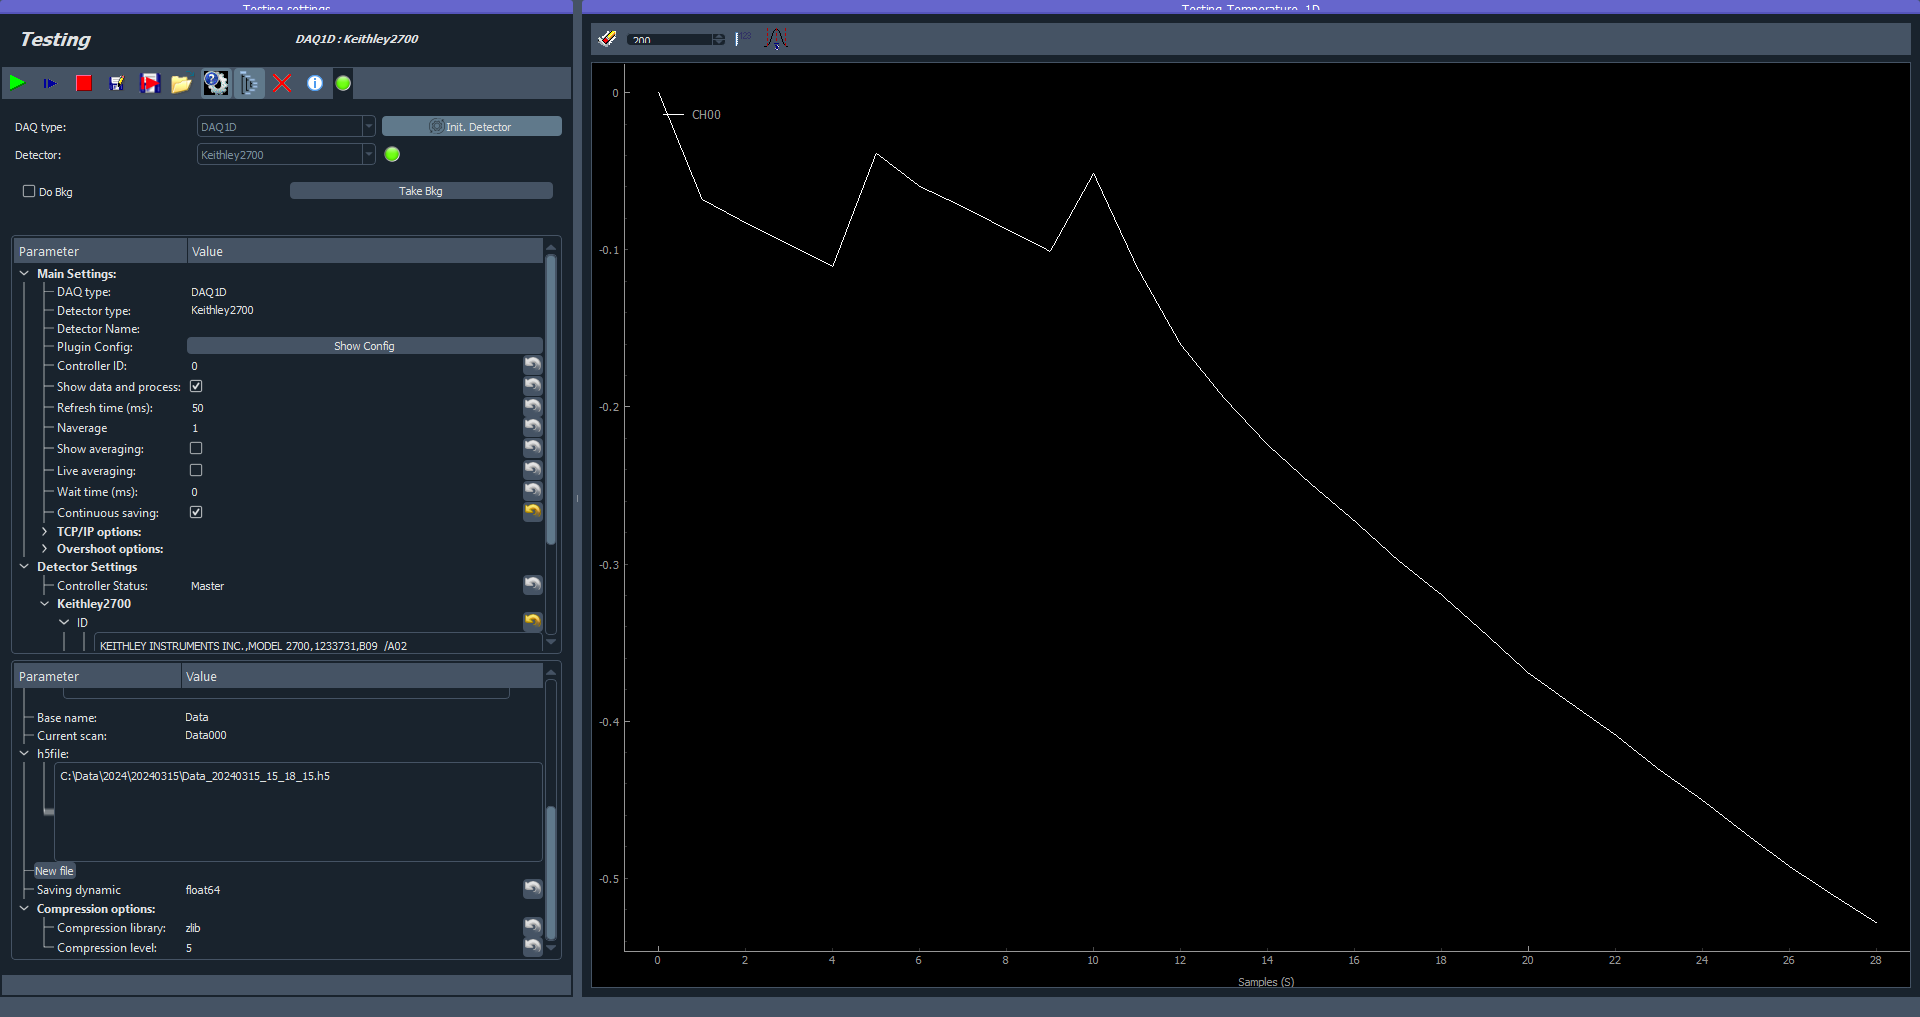 Testing settings
Testing
DAQ1D : Keithley2700
DAQ type:
DAQ1D
Init. Detector
Detector:
Keithley2700
Do Bkg
Take Bkg
Parameter Value
Main Settings:
DAQ type: DAQ1D
Detector type: Keithley2700
Detector Name:
Plugin Config: Show Config
Controller ID: 0
Show data and process:
Refresh time (ms): 50
Naverage 1
Show averaging:
Live averaging:
Wait time (ms): 0
Continuous saving:
TCP/IP options:
Overshoot options:
Detector Settings
Controller Status: Master
Keithley2700
ID
KEITHLEY INSTRUMENTS INC.,MODEL 2700,1233731,B09 /A02
Parameter Value
Base name: Data
Current scan: Data000
h5file:
C:\Data\2024\20240315\Data_20240315_15_18_15.h5
New file
Saving dynamic float64
Compression options:
Compression library: zlib
Compression level: 5
Testing Temperature 1D
200
123
CH00
0
-0.1
-0.2
-0.3
-0.4
-0.5
0 2 4 6 8 10 12 14 16 18 20 22 24 26 28
Samples (S)